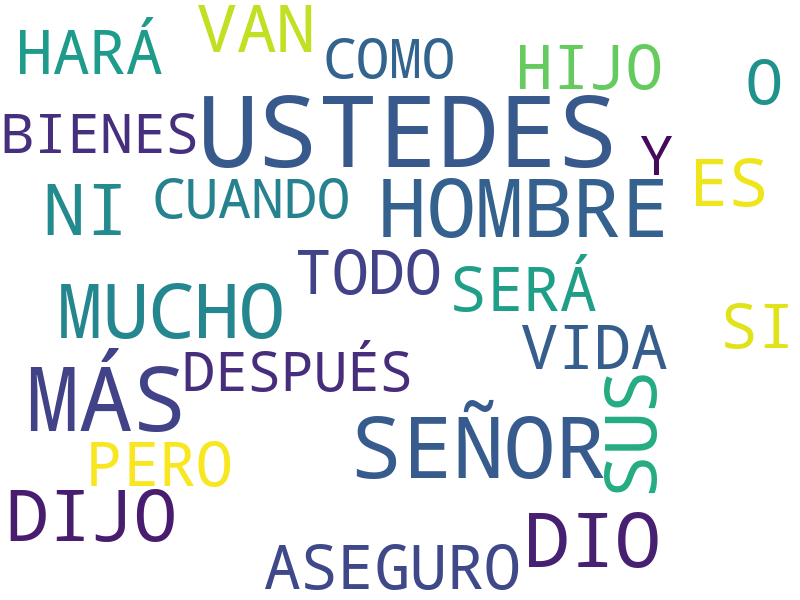 VAN
HARÁ
COMO
HIJO
O
BIENES
USTEDES
Y
ES
NI
CUANDO
HOMBRE
TODO
SERÁ
MUCHO
SI
VIDA
DESPUÉS
MÁS
SUS
SEÑOR
PERO
DIJO
DIO
ASEGURO